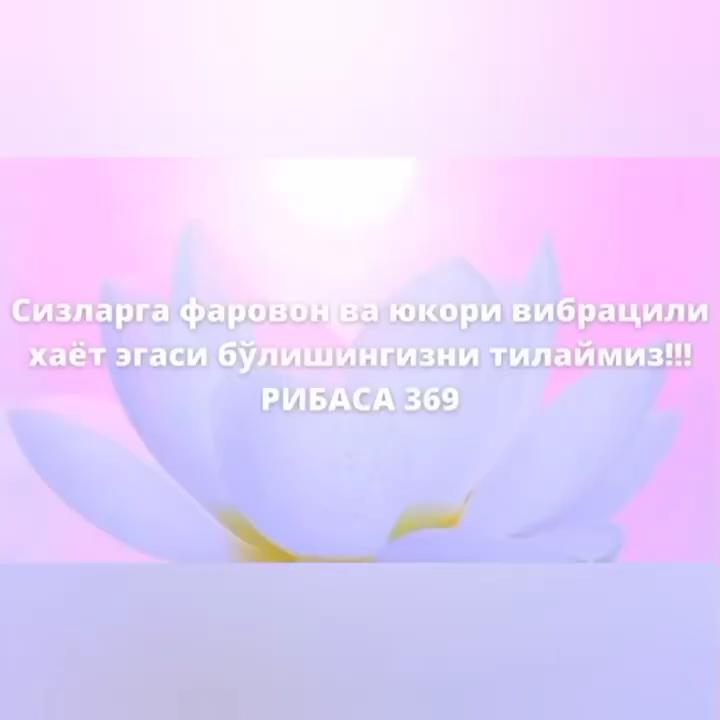 Сизларга фаровон ва юкори вибрацили
хаёт эгаси бўлишингизни тилаймиз!!!
РИБАСА 369